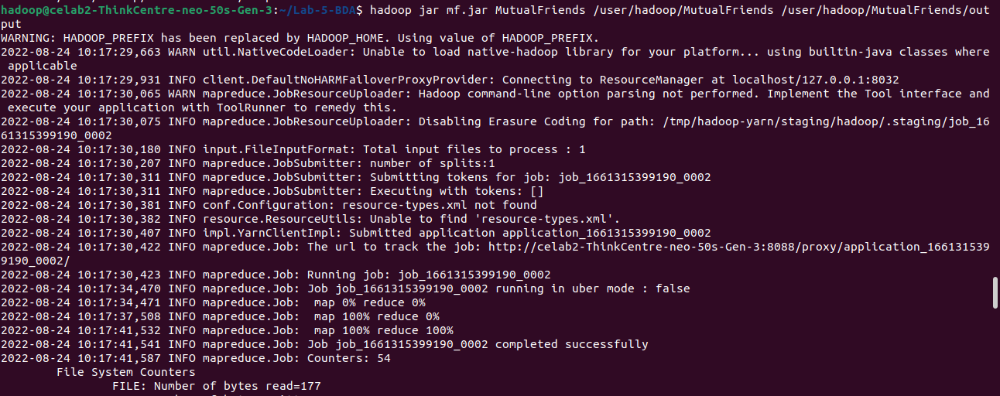 hadoop@celab2-ThinkCentre-neo-50s-Gen-3:~/Lab-5-BDA$ hadoop jar mf.jar MutualFriends /user/hadoop/MutualFriends /user/hadoop/MutualFriends/out
put
WARNING: HADOOP_PREFIX has been replaced by HADOOP_HOME. Using value of HADOOP_PREFIX.
2022-08-24 10:17:29,663 WARN util.NativeCodeLoader: Unable to load native-hadoop library for your platform... using builtin-java classes where
 applicable
2022-08-24 10:17:29,931 INFO client.DefaultNoHARMFailoverProxyProvider: Connecting to ResourceManager at localhost/127.0.0.1:8032
2022-08-24 10:17:30,065 WARN mapreduce.JobResourceUploader: Hadoop command-line option parsing not performed. Implement the Tool interface and
 execute your application with ToolRunner to remedy this.
2022-08-24 10:17:30,075 INFO mapreduce.JobResourceUploader: Disabling Erasure Coding for path: /tmp/hadoop-yarn/staging/hadoop/.staging/job_16
61315399190_0002
2022-08-24 10:17:30,180 INFO input.FileInputFormat: Total input files to process : 1
2022-08-24 10:17:30,207 INFO mapreduce.JobSubmitter: number of splits:1
2022-08-24 10:17:30,311 INFO mapreduce.JobSubmitter: Submitting tokens for job: job_1661315399190_0002
2022-08-24 10:17:30,311 INFO mapreduce.JobSubmitter: Executing with tokens: []
2022-08-24 10:17:30,381 INFO conf.Configuration: resource-types.xml not found
2022-08-24 10:17:30,382 INFO resource.ResourceUtils: Unable to find 'resource-types.xml'.
2022-08-24 10:17:30,407 INFO impl.YarnClientImpl: Submitted application application_1661315399190_0002
2022-08-24 10:17:30,422 INFO mapreduce.Job: The url to track the job: http://celab2-ThinkCentre-neo-50s-Gen-3:8088/proxy/application_166131539
9190_0002/
2022-08-24 10:17:30,423 INFO mapreduce.Job: Running job: job_1661315399190_0002
2022-08-24 10:17:34,470 INFO mapreduce.Job: Job job_1661315399190_0002 running in uber mode : false
2022-08-24 10:17:34,471 INFO mapreduce.Job:  map 0% reduce 0%
2022-08-24 10:17:37,508 INFO mapreduce.Job:  map 100% reduce 0%
2022-08-24 10:17:41,532 INFO mapreduce.Job:  map 100% reduce 100%
2022-08-24 10:17:41,541 INFO mapreduce.Job: Job job_1661315399190_0002 completed successfully
2022-08-24 10:17:41,587 INFO mapreduce.Job: Counters: 54
        File System Counters
                FILE: Number of bytes read=177